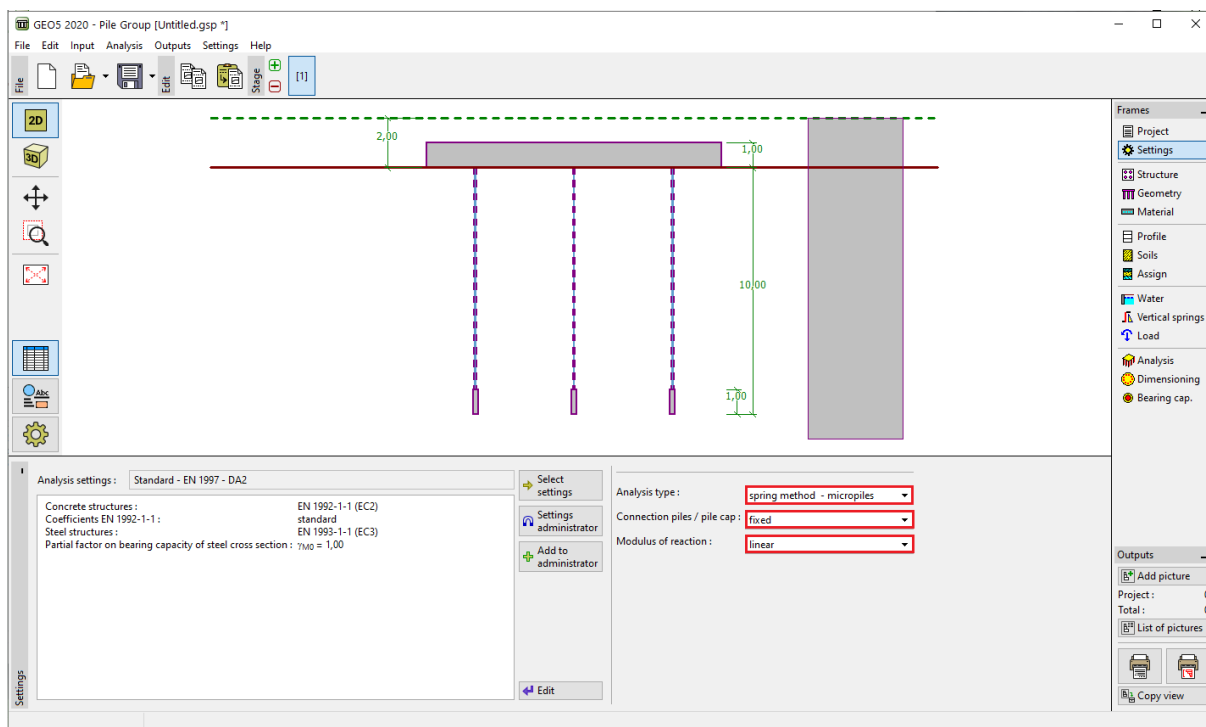 GEO5 2020 - Pile Group [Untitled.gsp *]
File Edit Input Analysis Outputs Settings Help
File
Edit
Stage
[1]
2D
3D
2,00
1,00
10,00
1,00
Abc
Frames
Project
Settings
Structure
Geometry
Material
Profile
Soils
Assign
Water
Vertical springs
Load
Analysis
Dimensioning
Bearing cap.
Settings
Analysis settings : Standard - EN 1997 - DA2
Concrete structures : EN 1992-1-1 (EC2)
Coefficients EN 1992-1-1 : standard
Steel structures : EN 1993-1-1 (EC3)
Partial factor on bearing capacity of steel cross section : γM0 = 1,00
Select
settings
Settings
administrator
Add to
administrator
Edit
Analysis type : spring method - micropiles
Connection piles / pile cap : fixed
Modulus of reaction : linear
Outputs
Add picture
Project :
Total :
List of pictures
Copy view